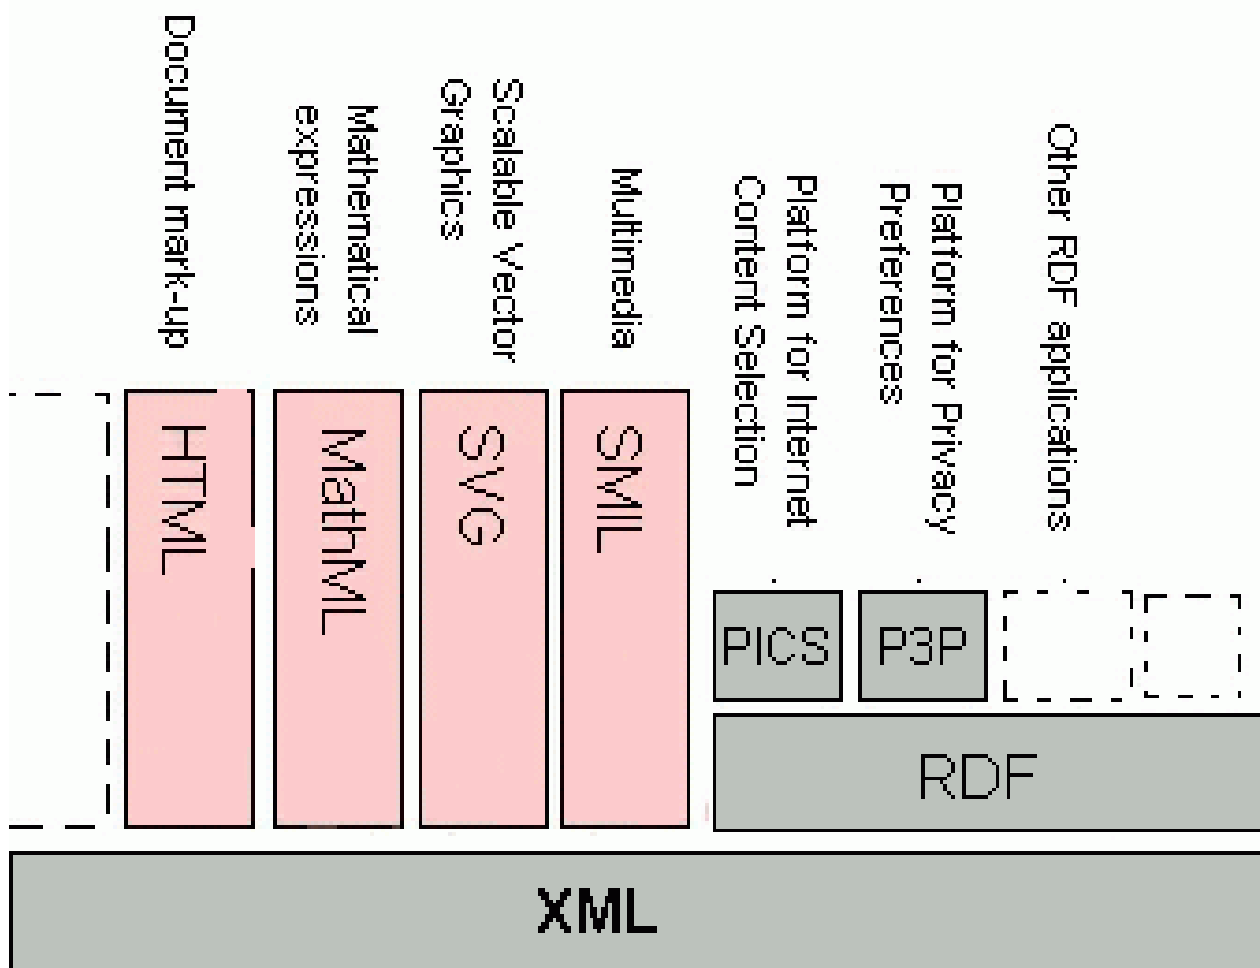 Document mark-up
Mathematical
expressions
Scalable Vector
Graphics
Multimedia
Platform for Internet
Content Selection
Platform for Privacy
Preferences
Other RDF applications
HTML
MathML
SVG
SMIL
PICS
P3P
RDF
XML